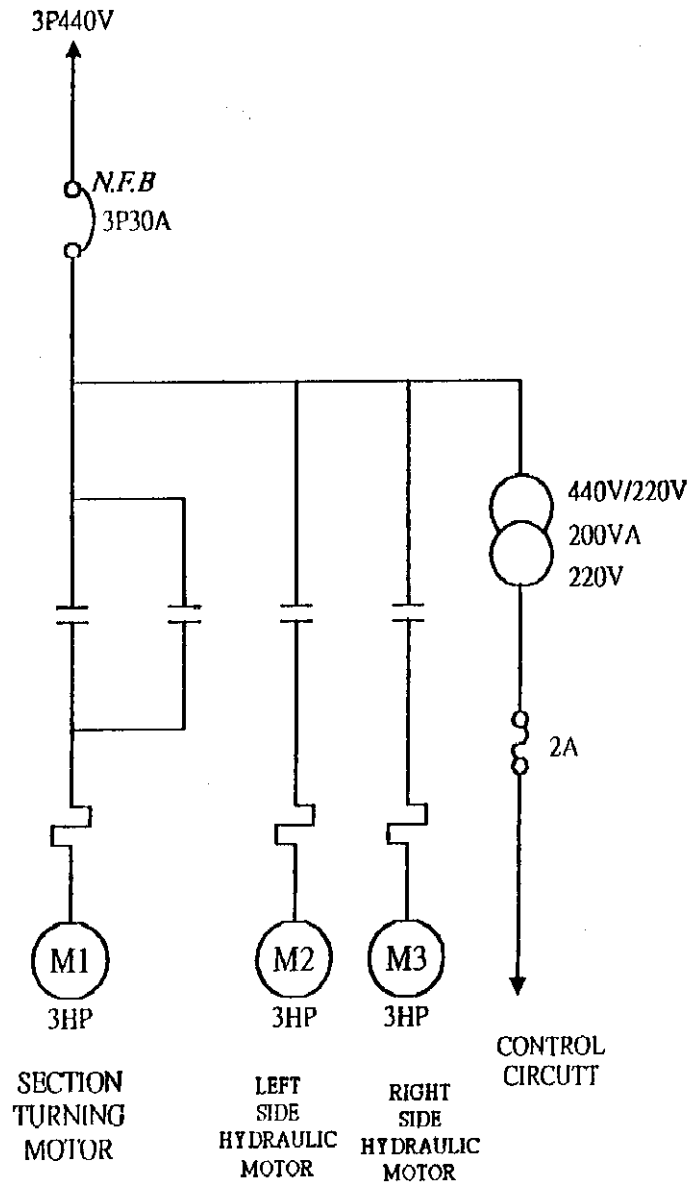 3P440V
N.F.B
3P30A
440V/220V
200VA
220V
2A
M1
M2
M3
3HP
3HP
3HP
SECTION
TURNING
MOTOR
LEFT
SIDE
HYDRAULIC
MOTOR
RIGHT
SIDE
HYDRAULIC
MOTOR
CONTROL
CIRCUTT